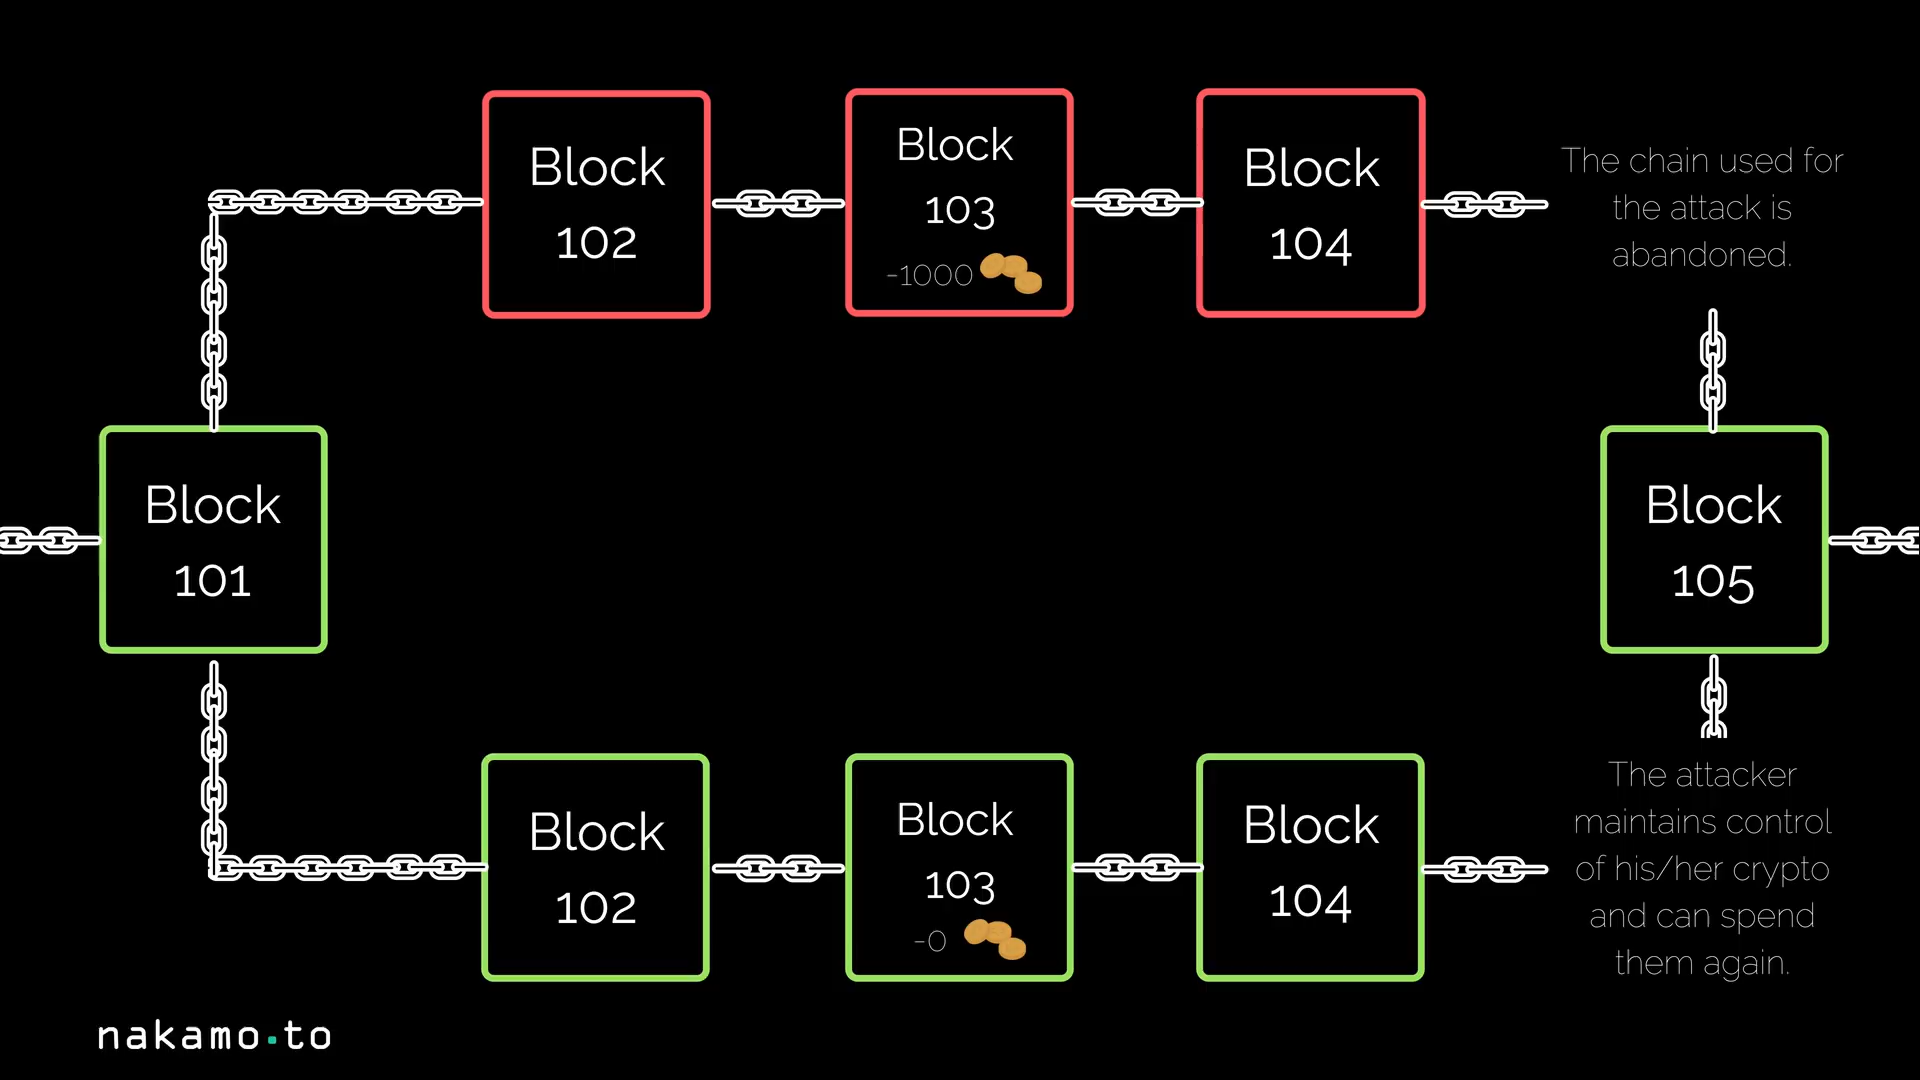 Block
102
Block
103
-1000
Block
104
The chain used for
the attack is
abandoned.
Block
101
Block
105
Block
102
Block
103
-0
Block
104
The attacker
maintains control
of his/her crypto
and can spend
them again.
nakamo.to